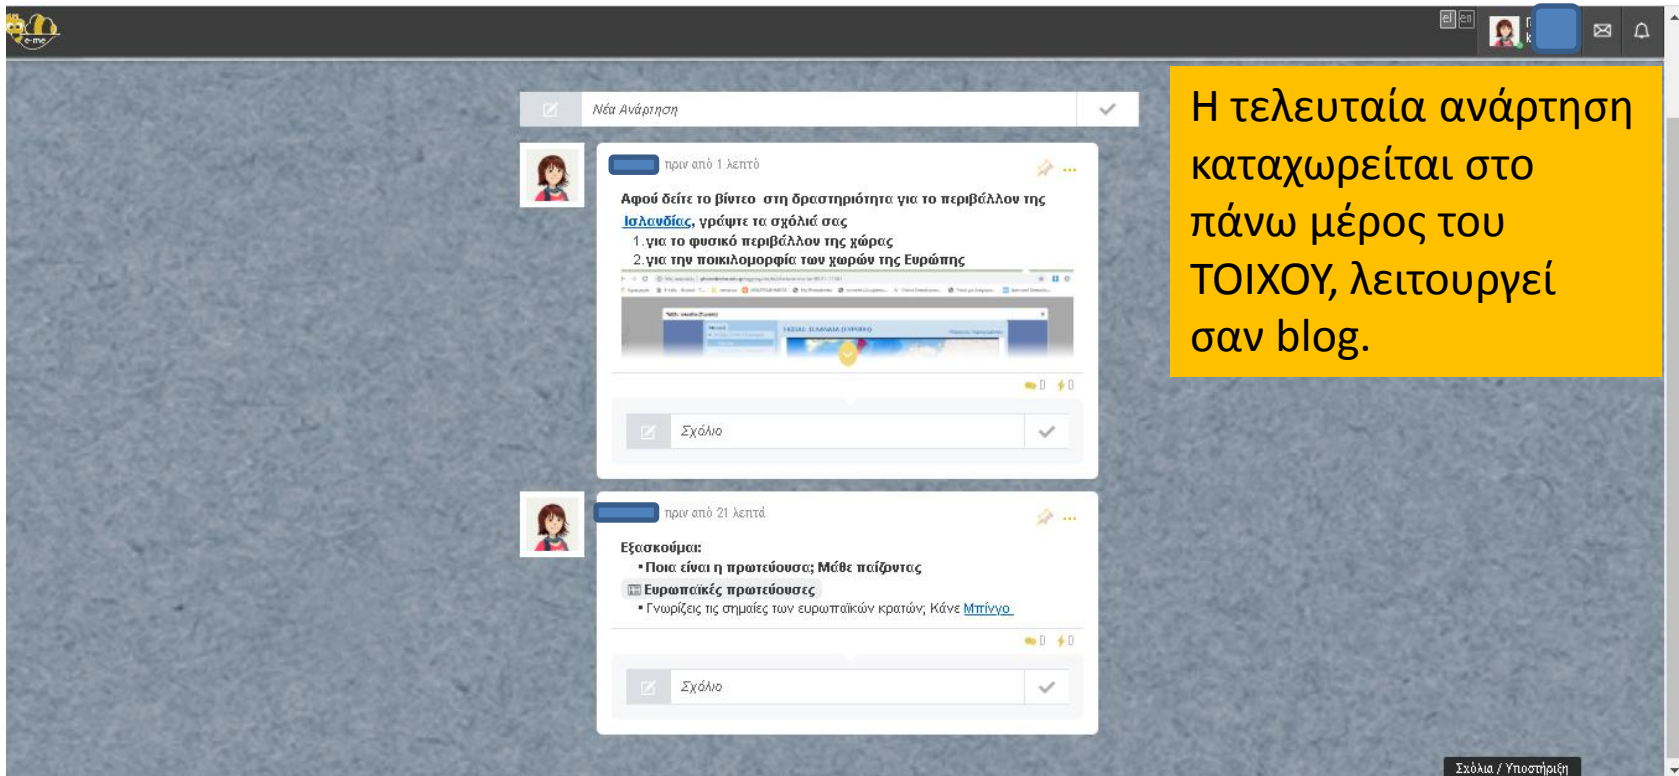 e-me
el en
Νέα Ανάρτηση
Η τελευταία ανάρτηση
καταχωρείται στο
πάνω μέρος του
ΤΟΙΧΟΥ, λειτουργεί
σαν blog.
πριν από 1 λεπτό
Αφού δείτε το βίντεο στη δραστηριότητα για το περιβάλλον της
Ισλανδίας, γράψτε τα σχόλιά σας
1. για το φυσικό περιβάλλον της χώρας
2. για την ποικιλομορφία των χωρών της Ευρώπης
0 0
Σχόλιο
πριν από 21 λεπτά
Εξασκούμαι:
▪ Ποια είναι η πρωτεύουσα; Μάθε παίζοντας
Ευρωπαϊκές πρωτεύουσες
▪ Γνωρίζεις τις σημαίες των ευρωπαϊκών κρατών; Κάνε Μπίνγο
0 0
Σχόλιο
Σχόλια / Υποστήριξη